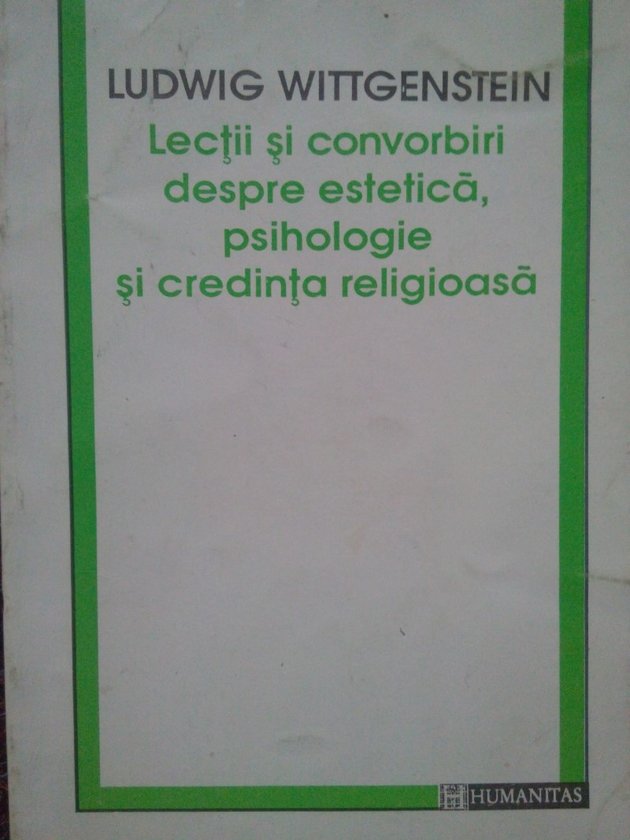 LUDWIG WITTGENSTEIN
Lecţii şi convorbiri
despre estetică,
psihologie
şi credinţa religioasă
HUMANITAS